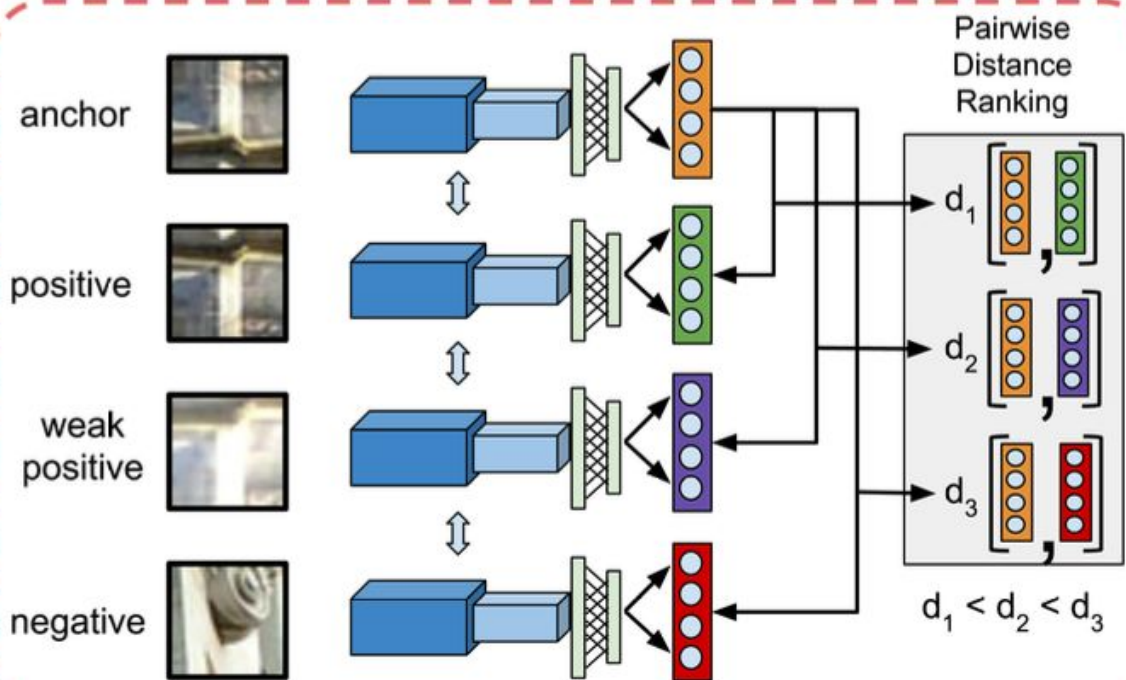 Pairwise
Distance
Ranking
anchor
d1
positive
d2
weak
positive
d3
negative
d1 < d2 < d3